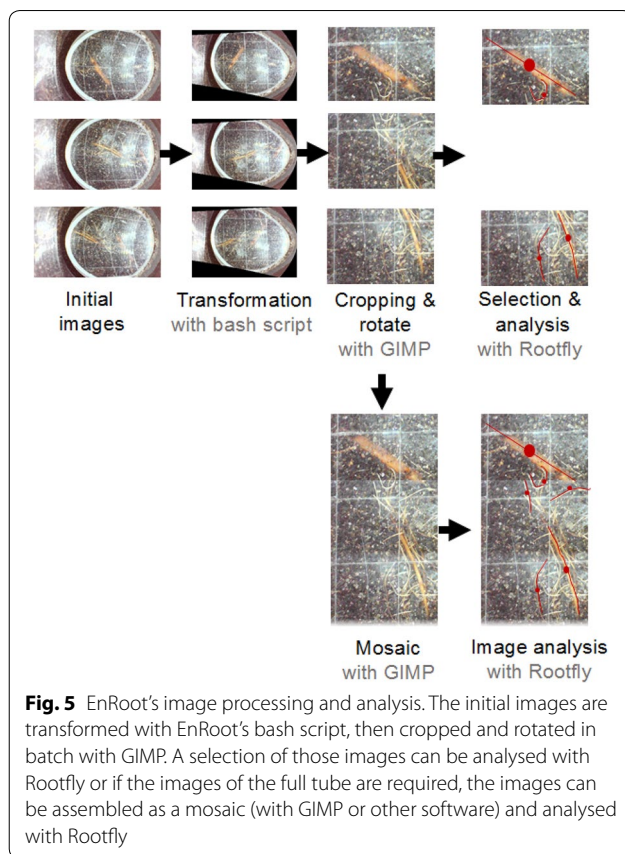 Initial
images
Transformation
with bash script
Cropping &
rotate
with GIMP
Selection &
analysis
with Rootfly
Mosaic
with GIMP
Image analysis
with Rootfly
Fig. 5 EnRoot's image processing and analysis. The initial images are
transformed with EnRoot's bash script, then cropped and rotated in
batch with GIMP. A selection of those images can be analysed with
Rootfly or if the images of the full tube are required, the images can
be assembled as a mosaic (with GIMP or other software) and analysed
with Rootfly